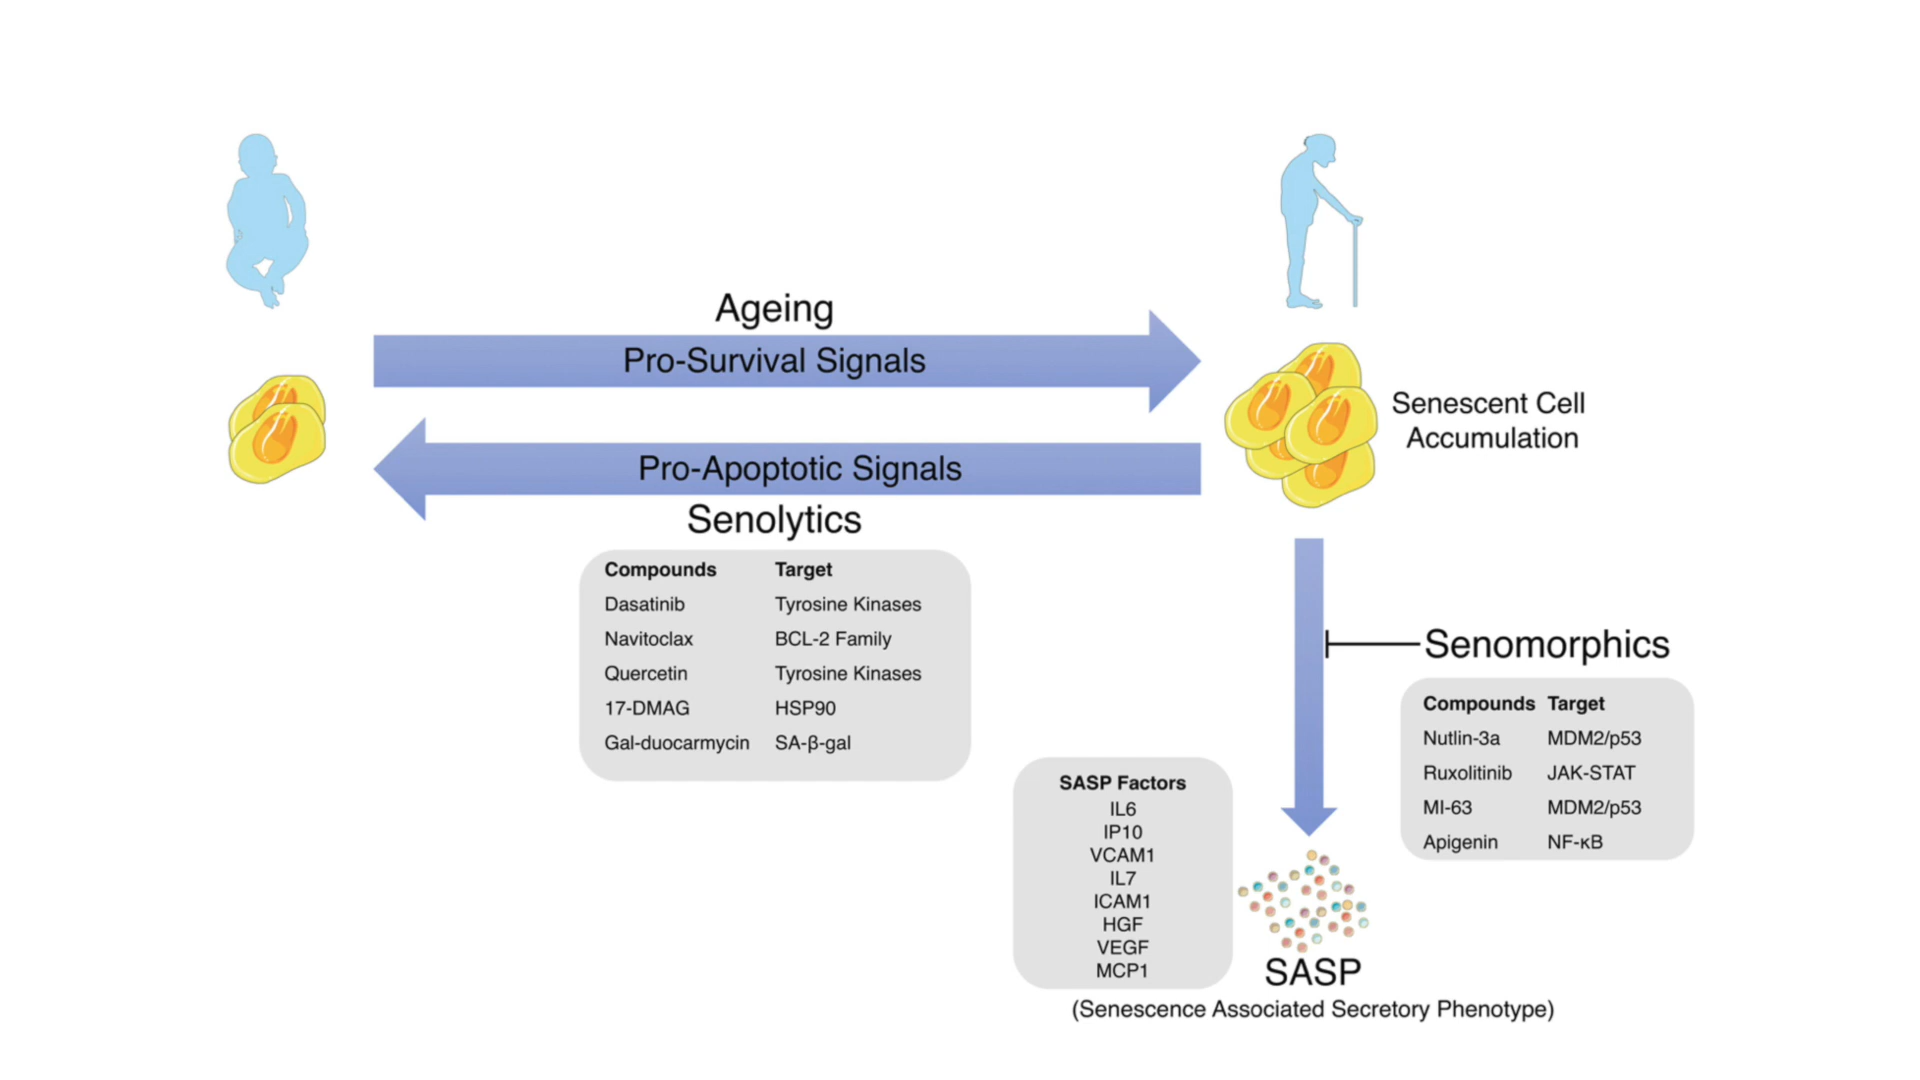 Ageing
Pro-Survival Signals
Senescent Cell
Accumulation
Pro-Apoptotic Signals
Senolytics
Compounds Target
Dasatinib Tyrosine Kinases
Navitoclax BCL-2 Family
Quercetin Tyrosine Kinases
17-DMAG HSP90
Gal-duocarmycin SA-β-gal
Senomorphics
Compounds Target
Nutlin-3a MDM2/p53
Ruxolitinib JAK-STAT
MI-63 MDM2/p53
Apigenin NF-κB
SASP Factors
IL6
IP10
VCAM1
IL7
ICAM1
HGF
VEGF
MCP1
SASP
(Senescence Associated Secretory Phenotype)